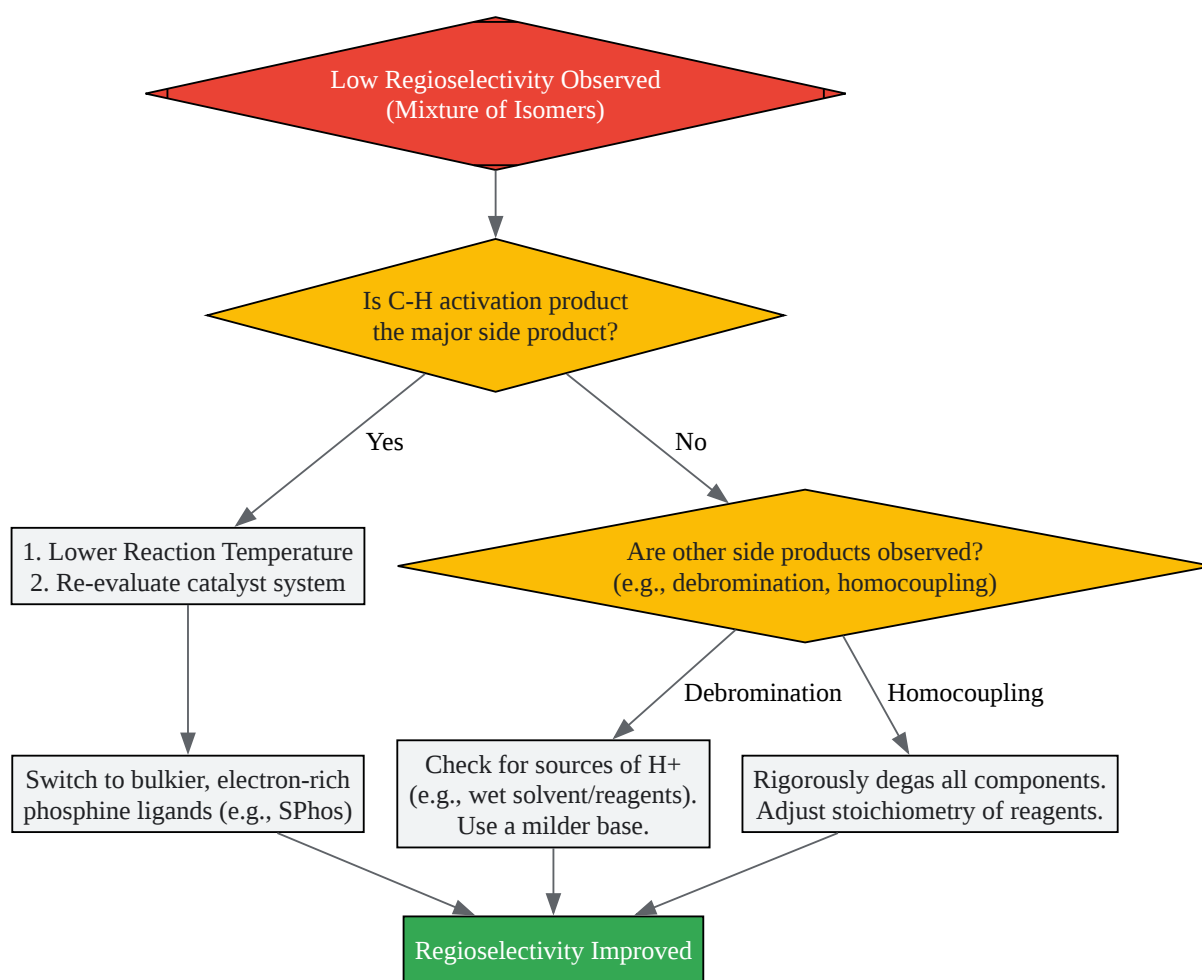 Low Regioselectivity Observed
(Mixture of Isomers)
Is C-H activation product
the major side product?
Yes
No
1. Lower Reaction Temperature
2. Re-evaluate catalyst system
Are other side products observed?
(e.g., debromination, homocoupling)
Debromination
Homocoupling
Switch to bulkier, electron-rich
phosphine ligands (e.g., SPhos)
Check for sources of H+
(e.g., wet solvent/reagents).
Use a milder base.
Rigorously degas all components.
Adjust stoichiometry of reagents.
Regioselectivity Improved